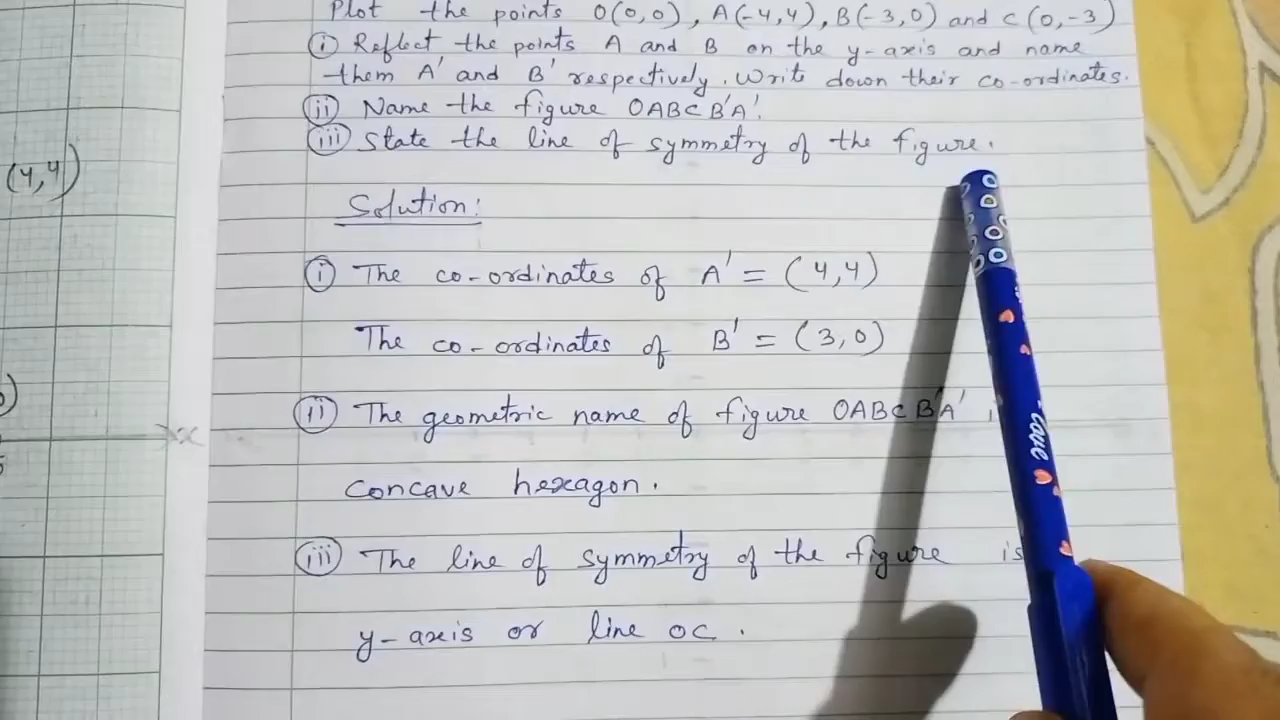 Plot the points O(0,0), A(-4,4), B(-3,0) and C(0,-3)
(i) Reflect the points A and B on the y-axis and name
them A' and B' respectively. Write down their co-ordinates.
(ii) Name the figure OABCB'A'.
(iii) State the line of symmetry of the figure.
(4,4)
Solution:
(i) The co-ordinates of A' = (4,4)
The co-ordinates of B' = (3,0)
(ii) The geometric name of figure OABCB'A'
concave hexagon.
(iii) The line of symmetry of the figure is
y-axis or line OC.
Love